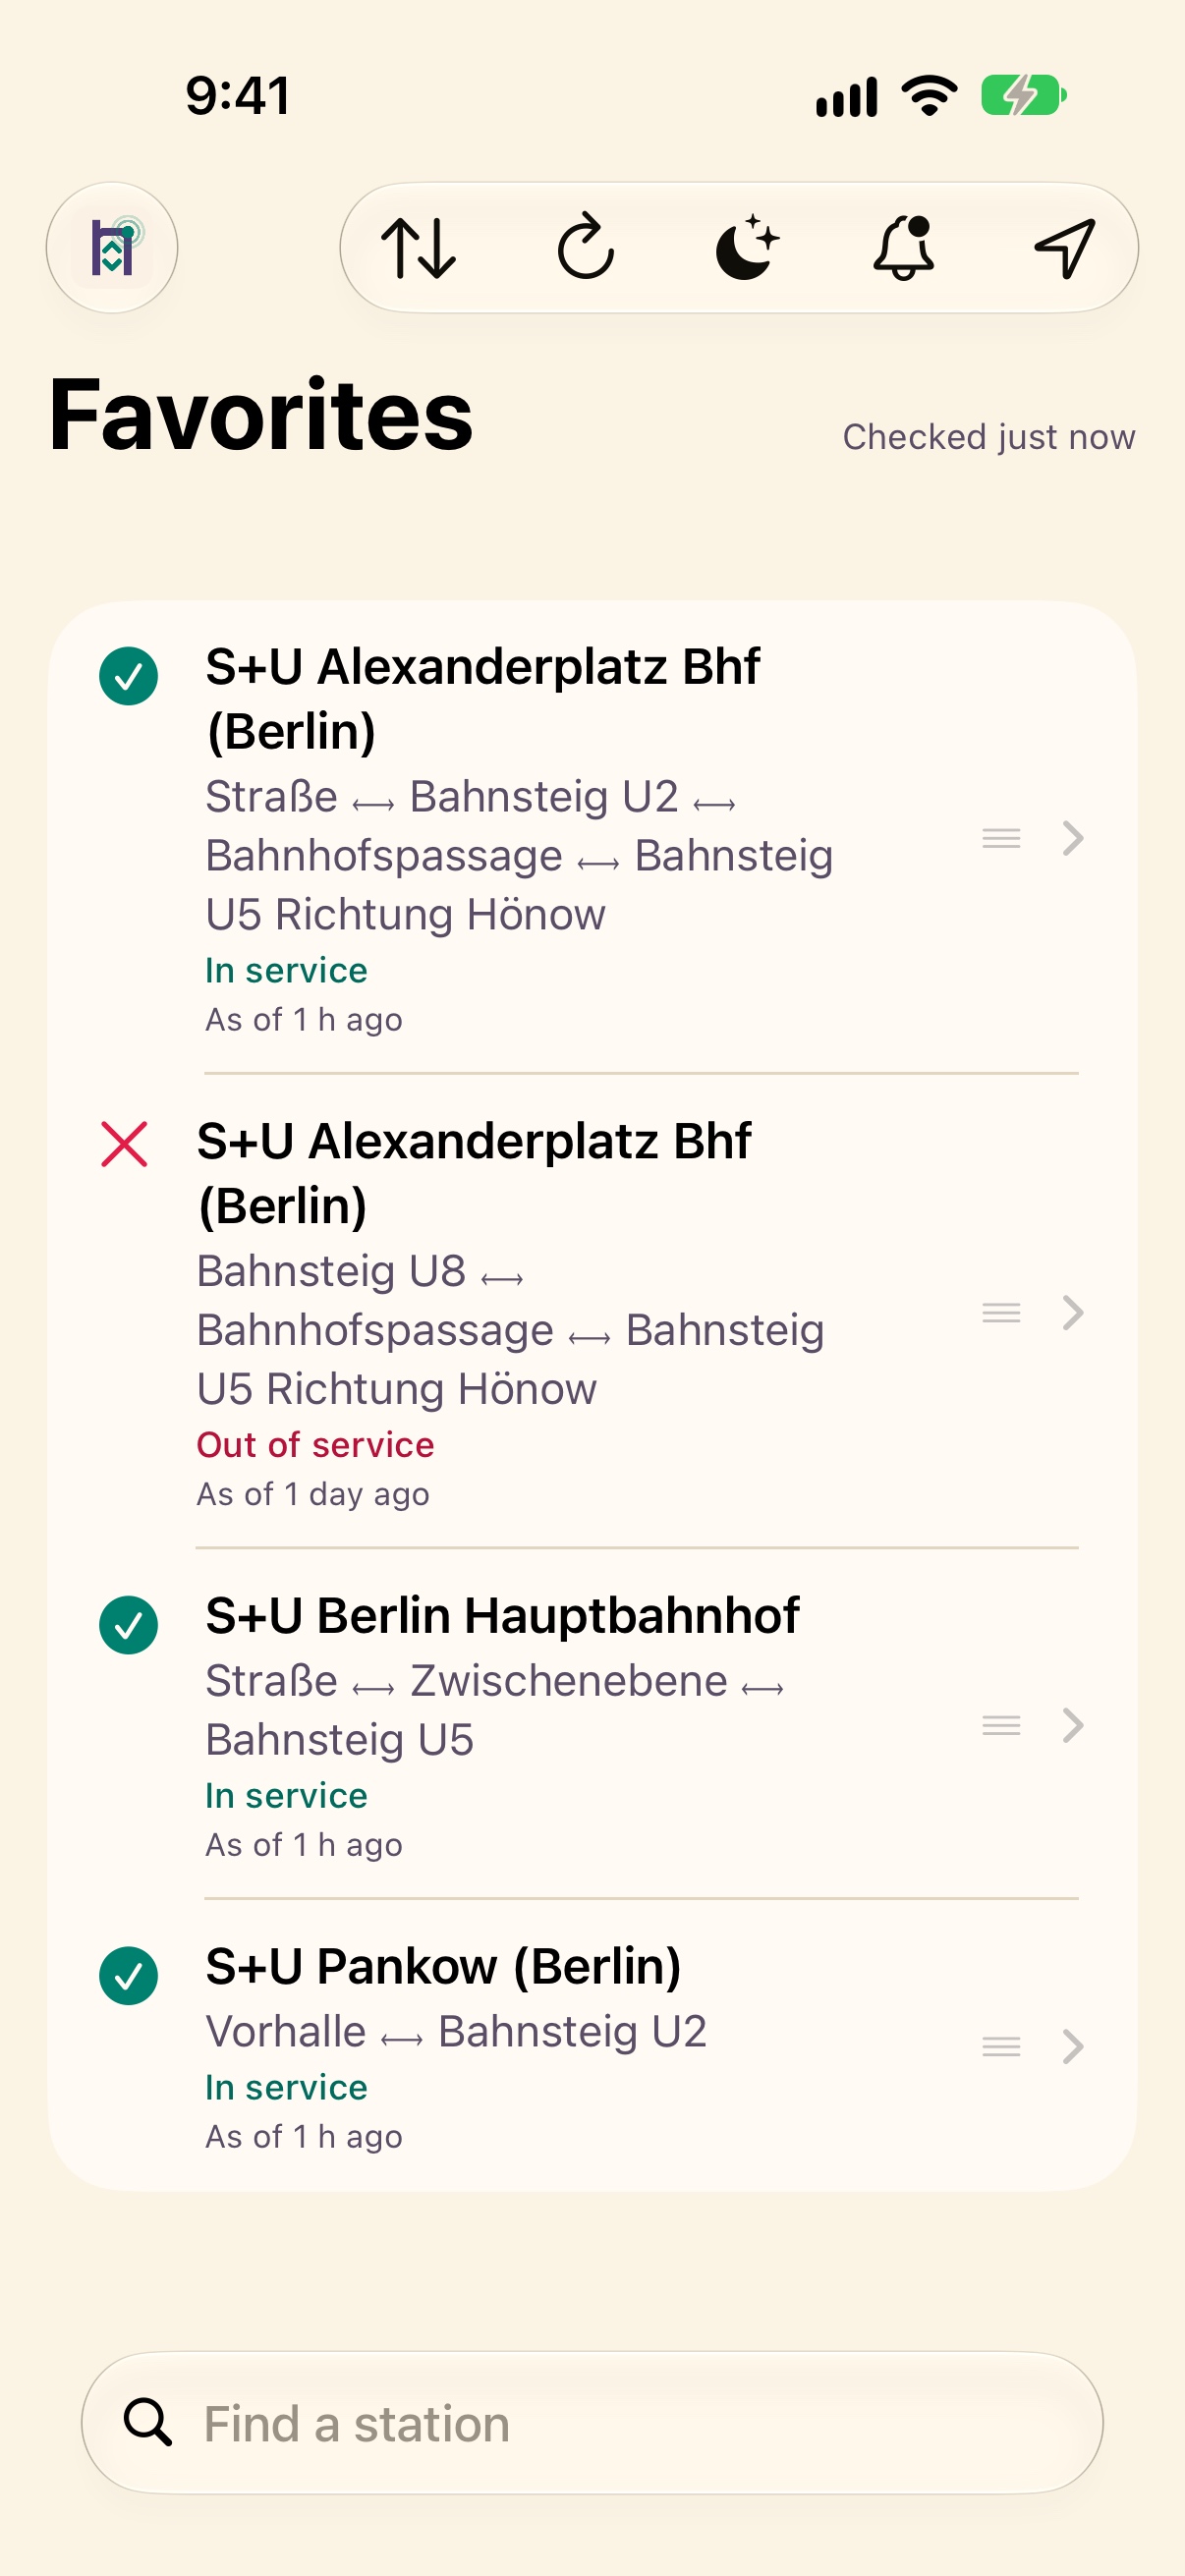 9:41
Favorites
Checked just now
S+U Alexanderplatz Bhf
(Berlin)
Straße ⟷ Bahnsteig U2 ⟷
Bahnhofspassage ⟷ Bahnsteig
U5 Richtung Hönow
In service
As of 1 h ago
S+U Alexanderplatz Bhf
(Berlin)
Bahnsteig U8 ⟷
Bahnhofspassage ⟷ Bahnsteig
U5 Richtung Hönow
Out of service
As of 1 day ago
S+U Berlin Hauptbahnhof
Straße ⟷ Zwischenebene ⟷
Bahnsteig U5
In service
As of 1 h ago
S+U Pankow (Berlin)
Vorhalle ⟷ Bahnsteig U2
In service
As of 1 h ago
Find a station